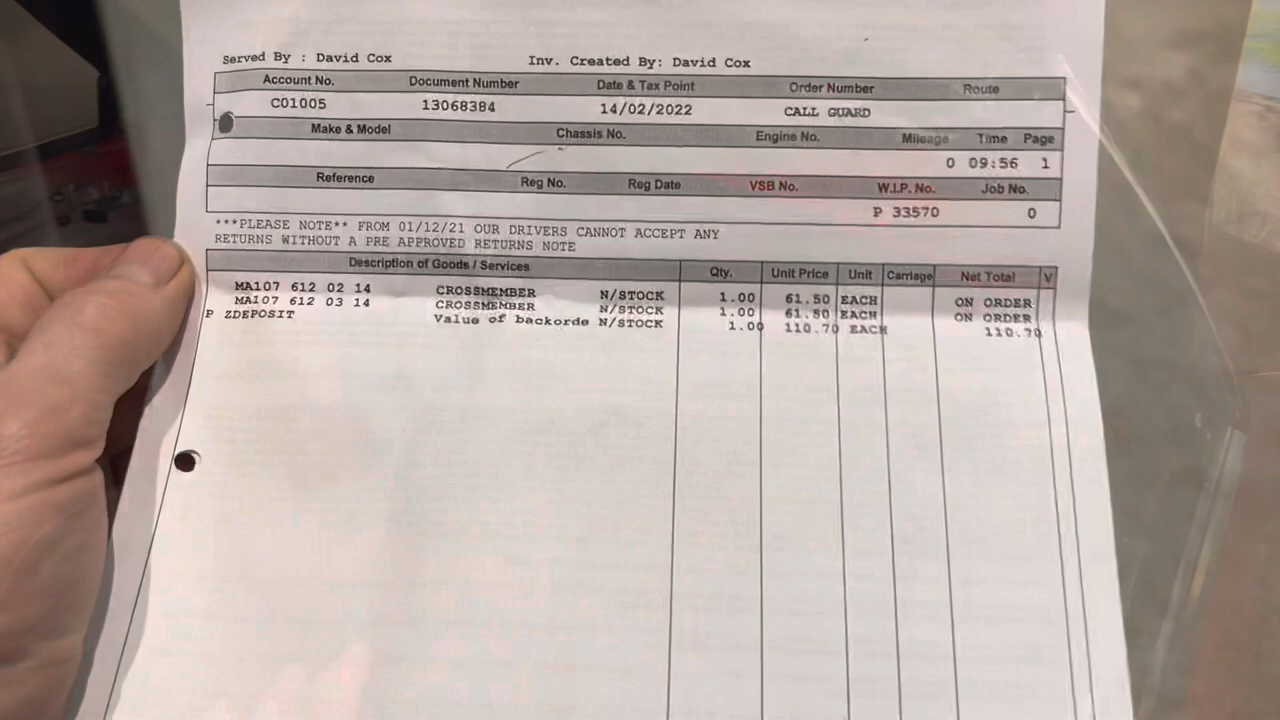 Served By : David Cox Inv. Created By: David Cox
Account No. Document Number Date & Tax Point Order Number Route
C01005 13068384 14/02/2022 CALL GUARD
Make & Model Chassis No. Engine No. Mileage Time Page
0 09:56 1
Reference Reg No. Reg Date VSB No. W.I.P. No. Job No.
P 33570 0
***PLEASE NOTE** FROM 01/12/21 OUR DRIVERS CANNOT ACCEPT ANY
RETURNS WITHOUT A PRE APPROVED RETURNS NOTE
Description of Goods / Services Qty. Unit Price Unit Carriage Net Total V
MA107 612 02 14 CROSSMEMBER N/STOCK 1.00 61.50 EACH ON ORDER
MA107 612 03 14 CROSSMEMBER N/STOCK 1.00 61.50 EACH ON ORDER
P ZDEPOSIT Value of backorde N/STOCK 1.00 110.70 EACH 110.70